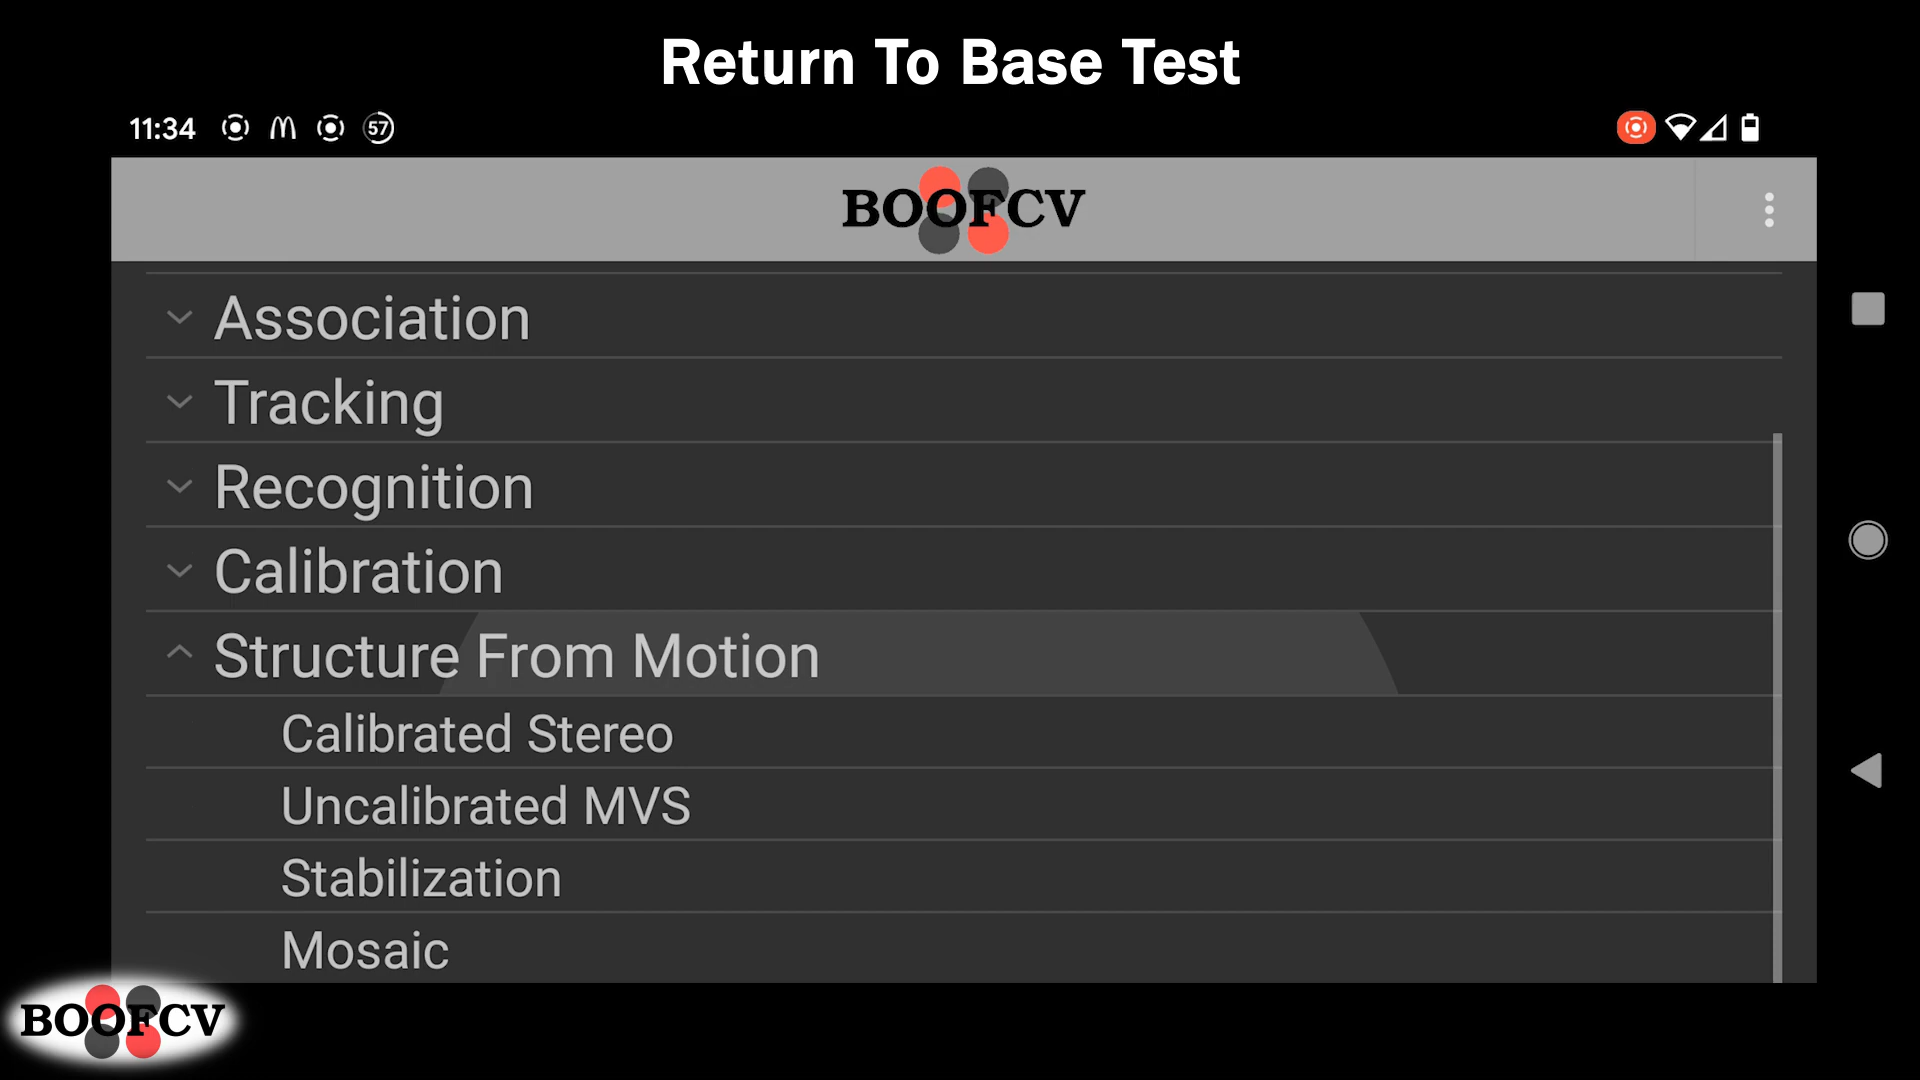 Return To Base Test
11:34 57
BOOFCV
Association
Tracking
Recognition
Calibration
Structure From Motion
Calibrated Stereo
Uncalibrated MVS
Stabilization
Mosaic
BOOFCV